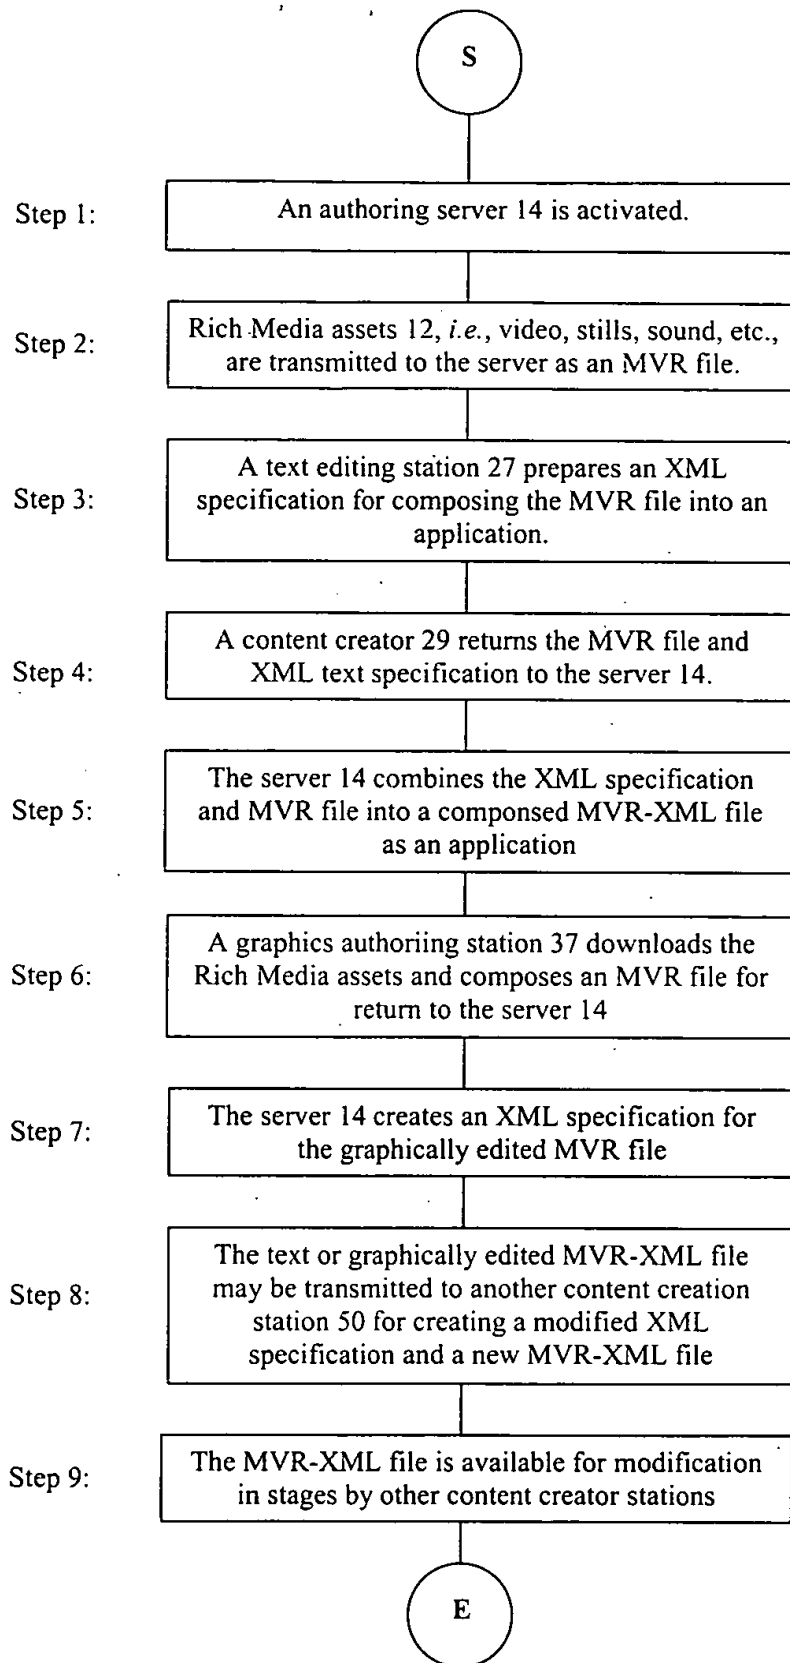 S
Step 1:
An authoring server 14 is activated.
Step 2:
Rich Media assets 12, i.e., video, stills, sound, etc.,
are transmitted to the server as an MVR file.
Step 3:
A text editing station 27 prepares an XML
specification for composing the MVR file into an
application.
Step 4:
A content creator 29 returns the MVR file and
XML text specification to the server 14.
Step 5:
The server 14 combines the XML specification
and MVR file into a componsed MVR-XML file
as an application
Step 6:
A graphics authoriing station 37 downloads the
Rich Media assets and composes an MVR file for
return to the server 14
Step 7:
The server 14 creates an XML specification for
the graphically edited MVR file
Step 8:
The text or graphically edited MVR-XML file
may be transmitted to another content creation
station 50 for creating a modified XML
specification and a new MVR-XML file
Step 9:
The MVR-XML file is available for modification
in stages by other content creator stations
E